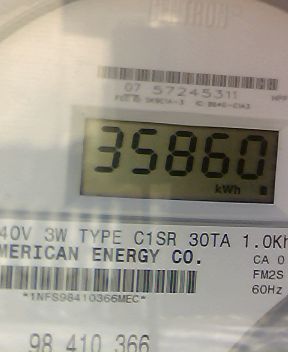 07 57245311
35860
kWh
40V 3W TYPE C1SR 30TA 1.0Kh
MERICAN ENERGY CO.
CA 0
FM2S
60Hz
*1NFS98410366MEC*
98 410 366